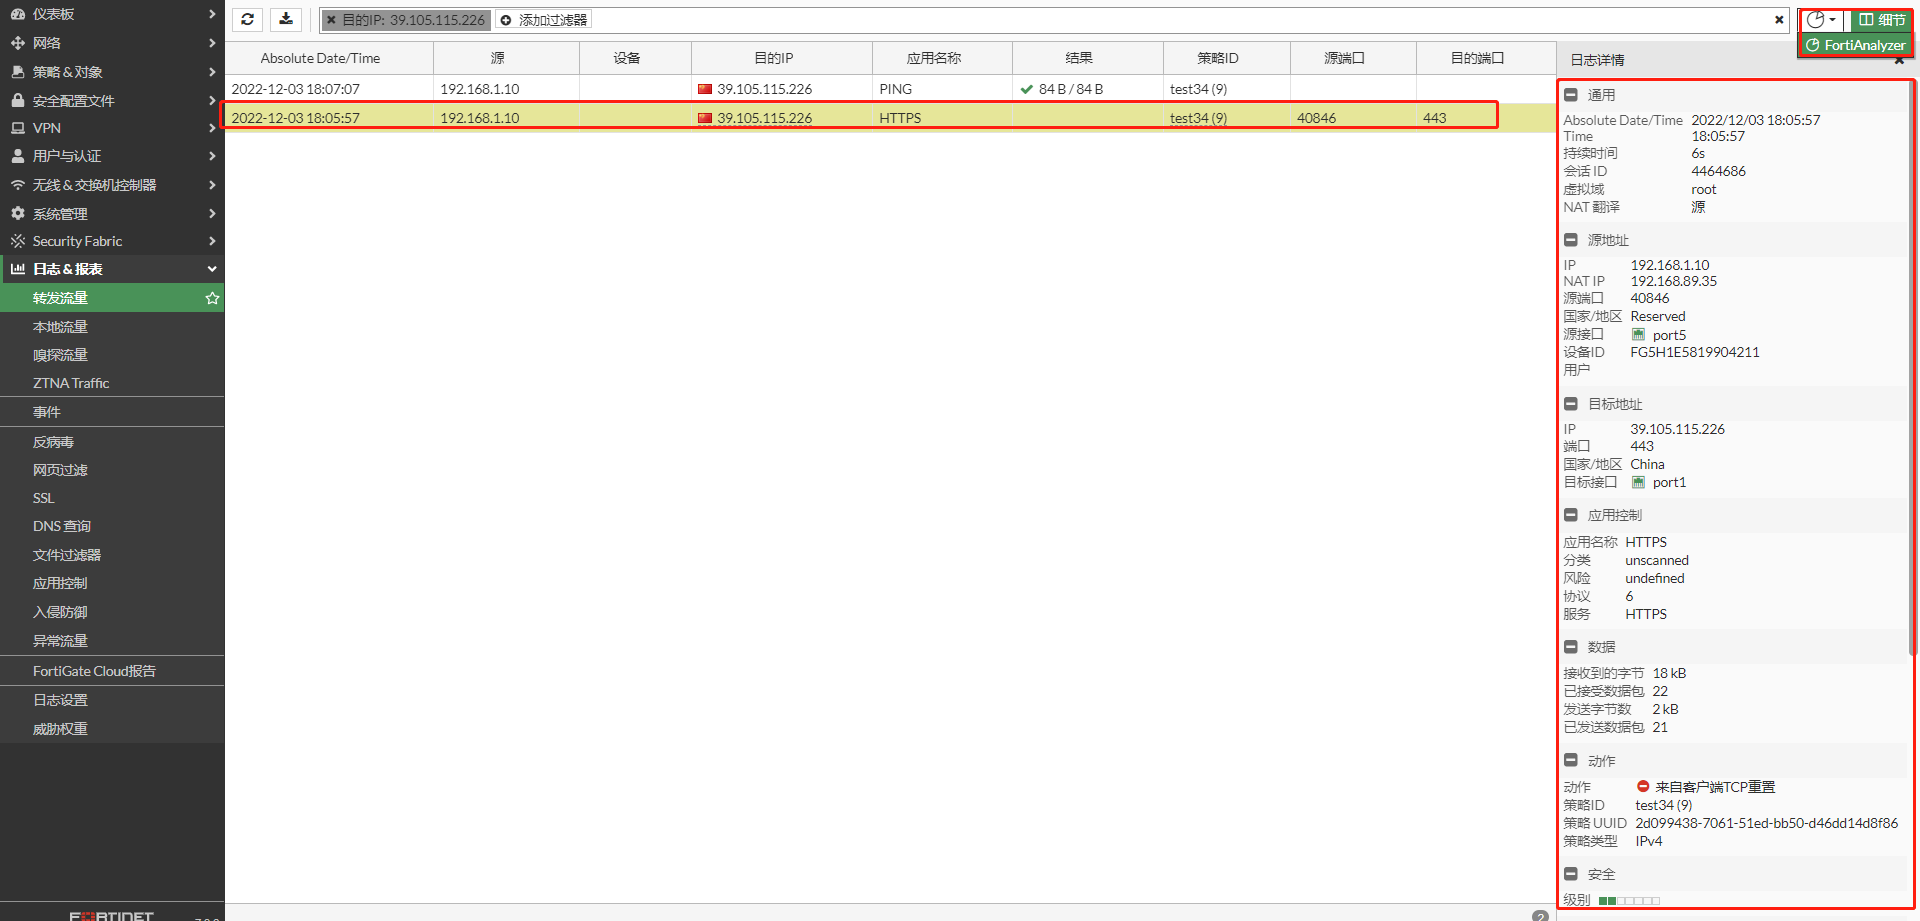 仪表板
网络
策略 & 对象
安全配置文件
VPN
用户与认证
无线 & 交换机控制器
系统管理
Security Fabric
日志 & 报表
转发流量
本地流量
嗅探流量
ZTNA Traffic
事件
反病毒
网页过滤
SSL
DNS 查询
文件过滤器
应用控制
入侵防御
异常流量
FortiGate Cloud报告
日志设置
威胁权重
FORTINET
目的IP: 39.105.115.226 添加过滤器
细节
FortiAnalyzer
Absolute Date/Time 源 设备 目的IP 应用名称 结果 策略ID 源端口 目的端口
2022-12-03 18:07:07 192.168.1.10 39.105.115.226 PING 84 B / 84 B test34 (9)
2022-12-03 18:05:57 192.168.1.10 39.105.115.226 HTTPS test34 (9) 40846 443
2
日志详情
通用
Absolute Date/Time 2022/12/03 18:05:57
Time 18:05:57
持续时间 6s
会话 ID 4464686
虚拟域 root
NAT 翻译 源
源地址
IP 192.168.1.10
NAT IP 192.168.89.35
源端口 40846
国家/地区 Reserved
源接口 port5
设备ID FG5H1E5819904211
用户
目标地址
IP 39.105.115.226
端口 443
国家/地区 China
目标接口 port1
应用控制
应用名称 HTTPS
分类 unscanned
风险 undefined
协议 6
服务 HTTPS
数据
接收到的字节 18 kB
已接受数据包 22
发送字节数 2 kB
已发送数据包 21
动作
动作 来自客户端TCP重置
策略ID test34 (9)
策略 UUID 2d099438-7061-51ed-bb50-d46dd14d8f86
策略类型 IPv4
安全
级别